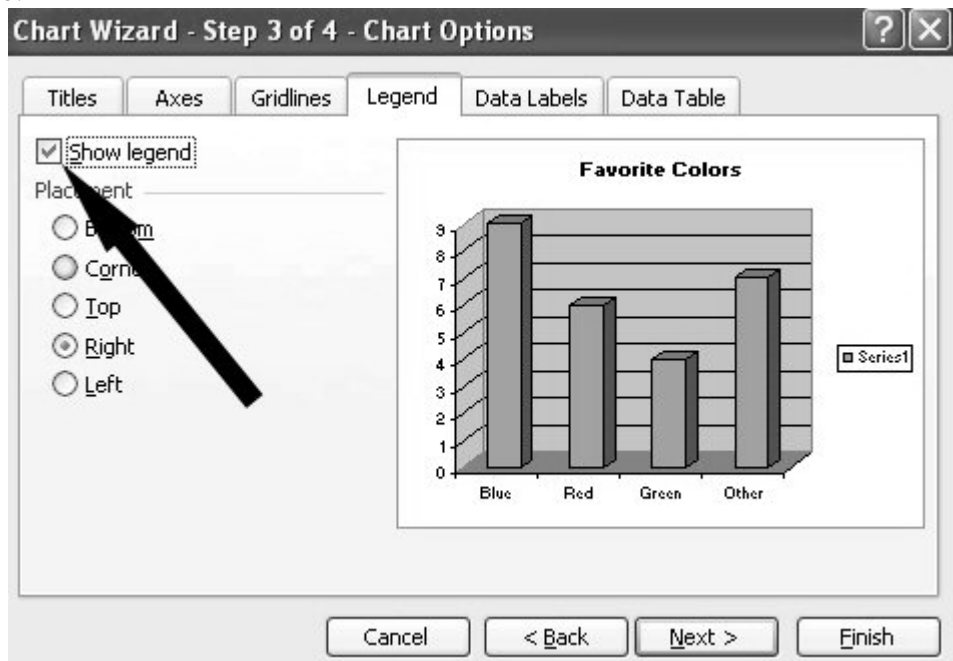 Chart Wizard - Step 3 of 4 - Chart Options
Titles Axes Gridlines Legend Data Labels Data Table
Show legend
Placement
Top
Right
Left
Favorite Colors
9
8
7
6
5
4
3
2
1
0
Blue Red Green Other
Series1
Cancel < Back Next > Finish